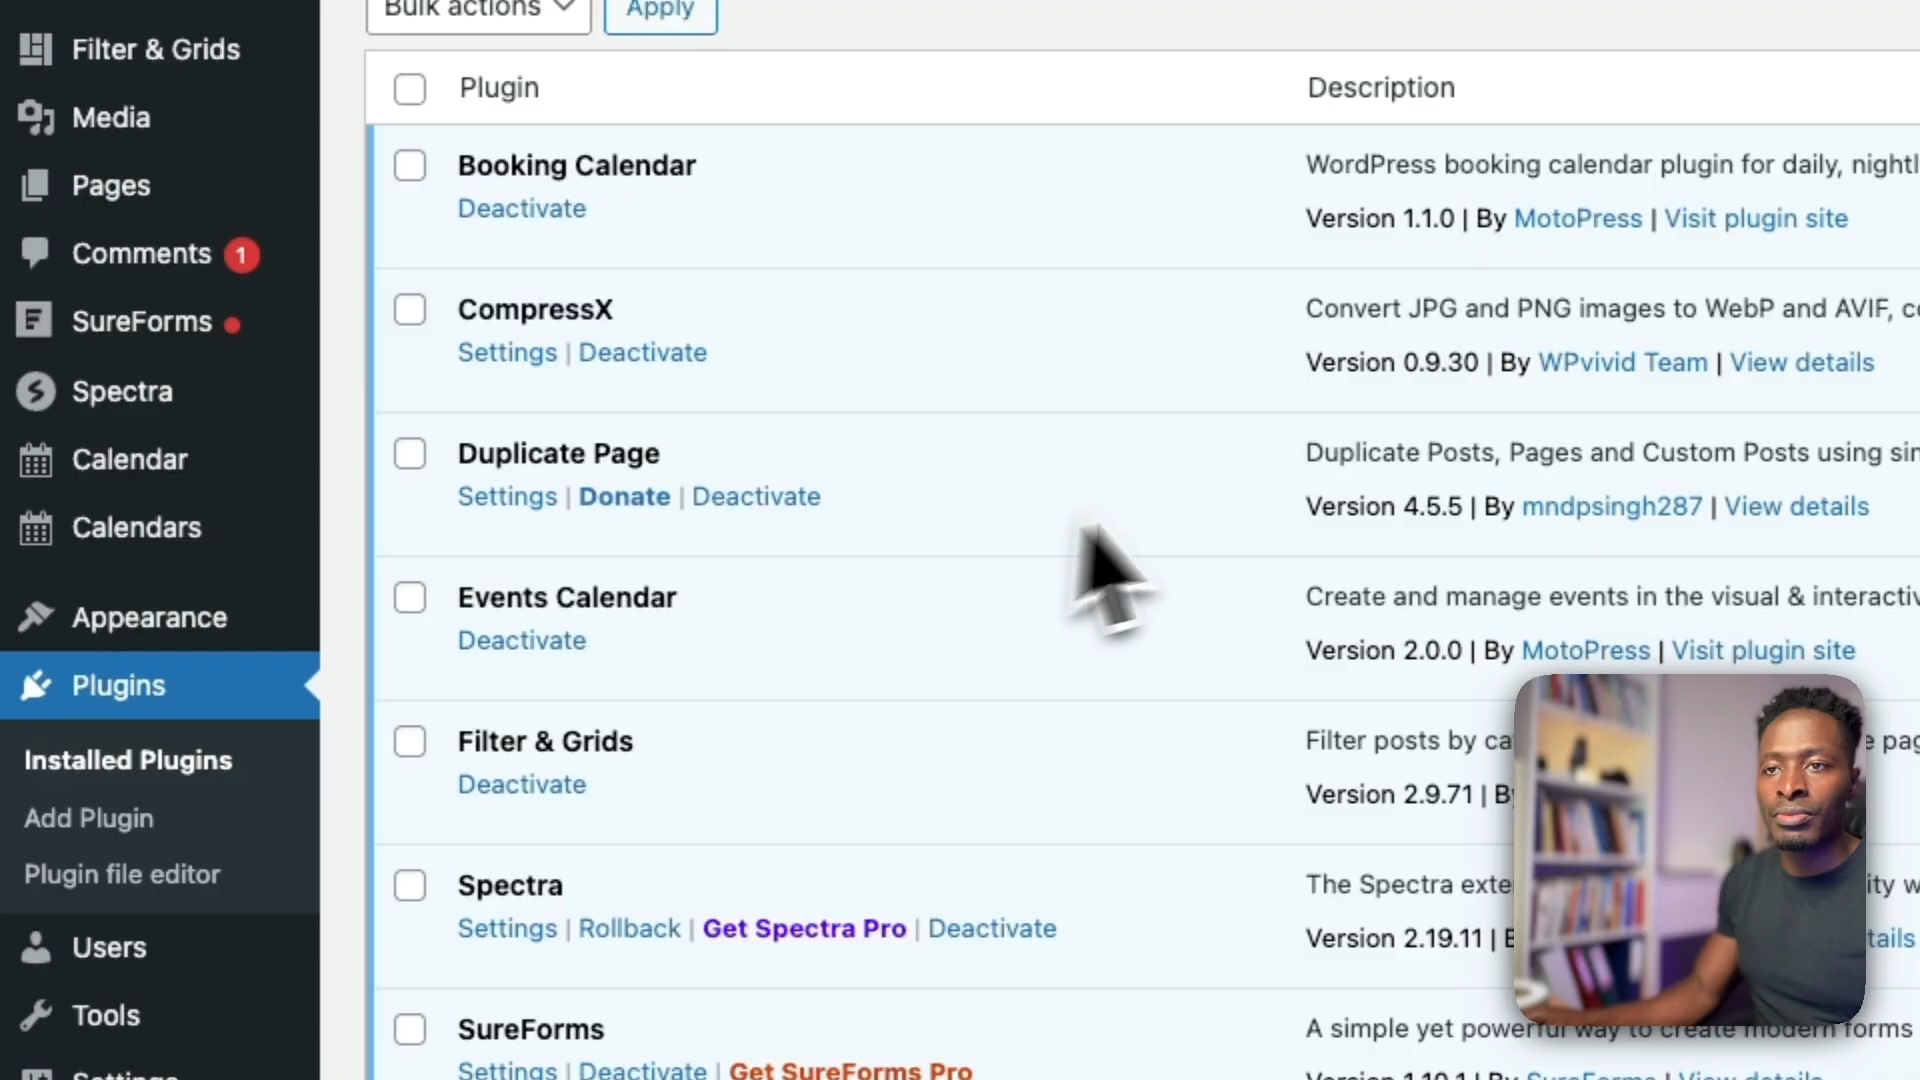 Bulk actions
Apply
Filter & Grids
Media
Pages
Comments 1
SureForms
Spectra
Calendar
Calendars
Appearance
Plugins
Installed Plugins
Add Plugin
Plugin file editor
Users
Tools
Settings
Plugin
Description
Booking Calendar
Deactivate
WordPress booking calendar plugin for daily, nightl
Version 1.1.0 | By MotoPress | Visit plugin site
CompressX
Settings | Deactivate
Convert JPG and PNG images to WebP and AVIF, c
Version 0.9.30 | By WPvivid Team | View details
Duplicate Page
Settings | Donate | Deactivate
Duplicate Posts, Pages and Custom Posts using sin
Version 4.5.5 | By mndpsingh287 | View details
Events Calendar
Deactivate
Create and manage events in the visual & interactiv
Version 2.0.0 | By MotoPress | Visit plugin site
Filter & Grids
Deactivate
Filter posts by ca e pag
Version 2.9.71 | By
Spectra
Settings | Rollback | Get Spectra Pro | Deactivate
The Spectra exte ity w
Version 2.19.11 | tails
SureForms
Settings | Deactivate | Get SureForms Pro
A simple yet powerful way to create modern forms
Version 1.10.1 | By SureForms | View details